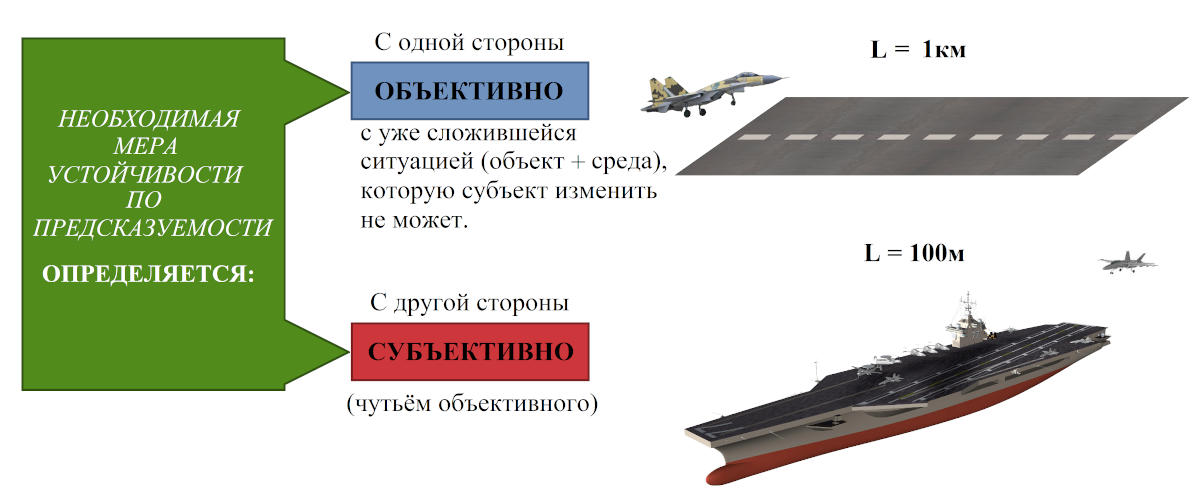 НЕОБХОДИМАЯ
МЕРА
УСТОЙЧИВОСТИ
ПО
ПРЕДСКАЗУЕМОСТИ
ОПРЕДЕЛЯЕТСЯ:
С одной стороны
ОБЪЕКТИВНО
с уже сложившейся
ситуацией (объект + среда),
которую субъект изменить
не может.
С другой стороны
СУБЪЕКТИВНО
(чутьём объективного)
L = 1км
L = 100м